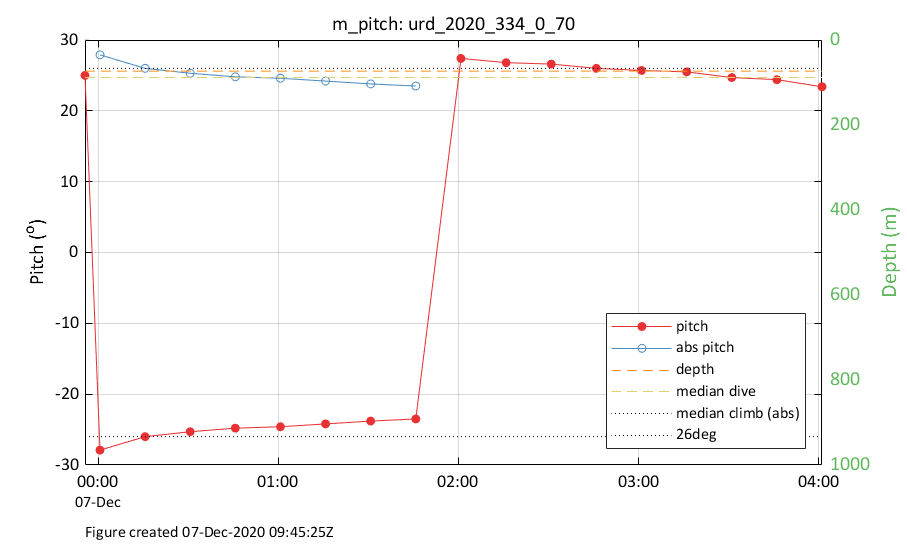 m_pitch: urd_2020_334_0_70
30
20
10
0
-10
-20
-30
Pitch (°)
0
200
400
600
800
1000
Depth (m)
pitch
abs pitch
depth
median dive
median climb (abs)
26deg
00:00
01:00
02:00
03:00
04:00
07-Dec
Figure created 07-Dec-2020 09:45:25Z